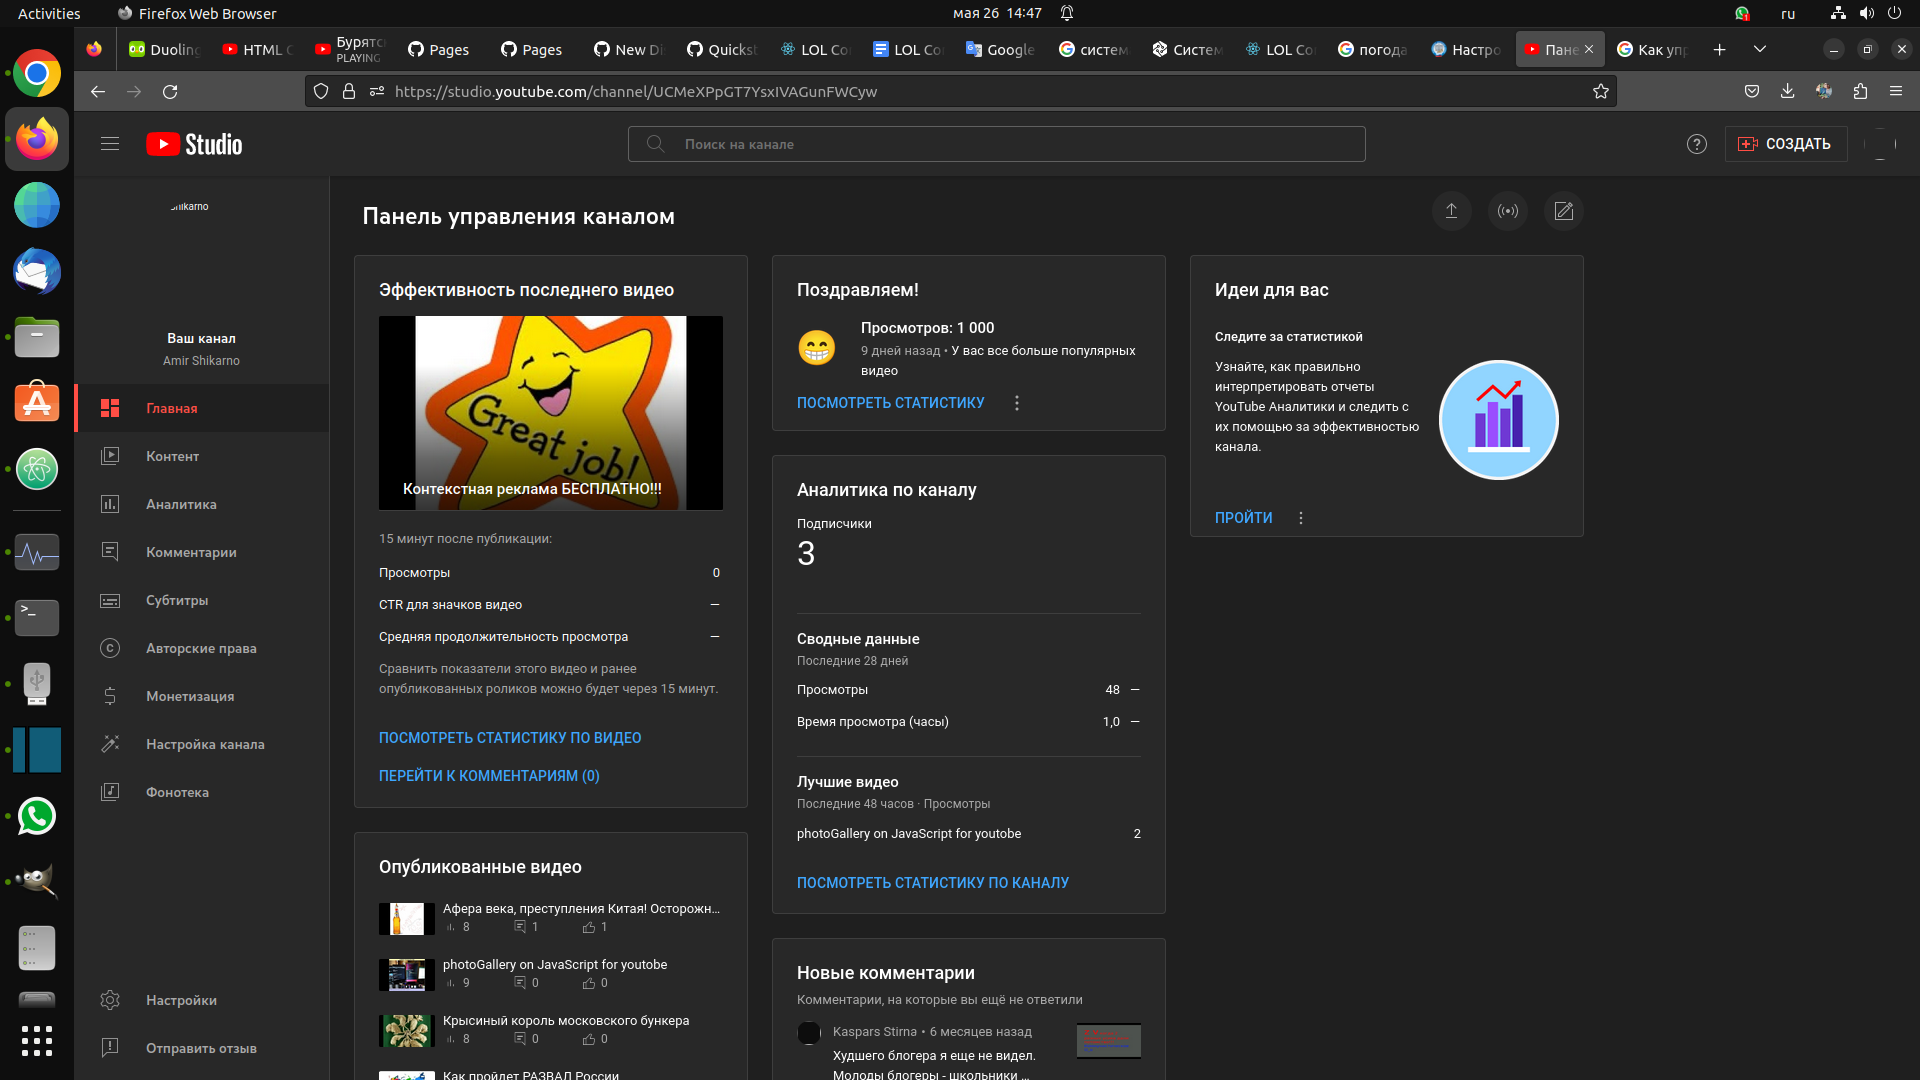 Activities
Firefox Web Browser
мая 26 14:47
ru
Duoling
HTML C
Бурятс
PLAYING
Pages
Pages
New Di
Quickst
LOL Co
LOL Co
Google
систем
Систем
LOL Co
погода
Настро
Пане
Как упр
https://studio.youtube.com/channel/UCMeXPpGT7YsxIVAGunFWCyw
Studio
Поиск на канале
СОЗДАТЬ
Shikarno
Ваш канал
Amir Shikarno
Главная
Контент
Аналитика
Комментарии
Субтитры
Авторские права
Монетизация
Настройка канала
Фонотека
Настройки
Отправить отзыв
Панель управления каналом
Эффективность последнего видео
Great job!
Контекстная реклама БЕСПЛАТНО!!!
15 минут после публикации:
Просмотры 0
CTR для значков видео —
Средняя продолжительность просмотра —
Сравнить показатели этого видео и ранее
опубликованных роликов можно будет через 15 минут.
ПОСМОТРЕТЬ СТАТИСТИКУ ПО ВИДЕО
ПЕРЕЙТИ К КОММЕНТАРИЯМ (0)
Опубликованные видео
Афера века, преступления Китая! Осторожн…
8 1 1
photoGallery on JavaScript for youtobe
9 0 0
Крысиный король московского бункера
8 0 0
Как пройдет РАЗВАЛ России
Поздравляем!
Просмотров: 1 000
9 дней назад • У вас все больше популярных
видео
ПОСМОТРЕТЬ СТАТИСТИКУ
Аналитика по каналу
Подписчики
3
Сводные данные
Последние 28 дней
Просмотры 48 —
Время просмотра (часы) 1,0 —
Лучшие видео
Последние 48 часов · Просмотры
photoGallery on JavaScript for youtobe 2
ПОСМОТРЕТЬ СТАТИСТИКУ ПО КАНАЛУ
Новые комментарии
Комментарии, на которые вы ещё не ответили
Kaspars Stirna • 6 месяцев назад
Худшего блогера я еще не видел.
Молоды блогеры - школьники …
Идеи для вас
Следите за статистикой
Узнайте, как правильно
интерпретировать отчеты
YouTube Аналитики и следить с
их помощью за эффективностью
канала.
ПРОЙТИ